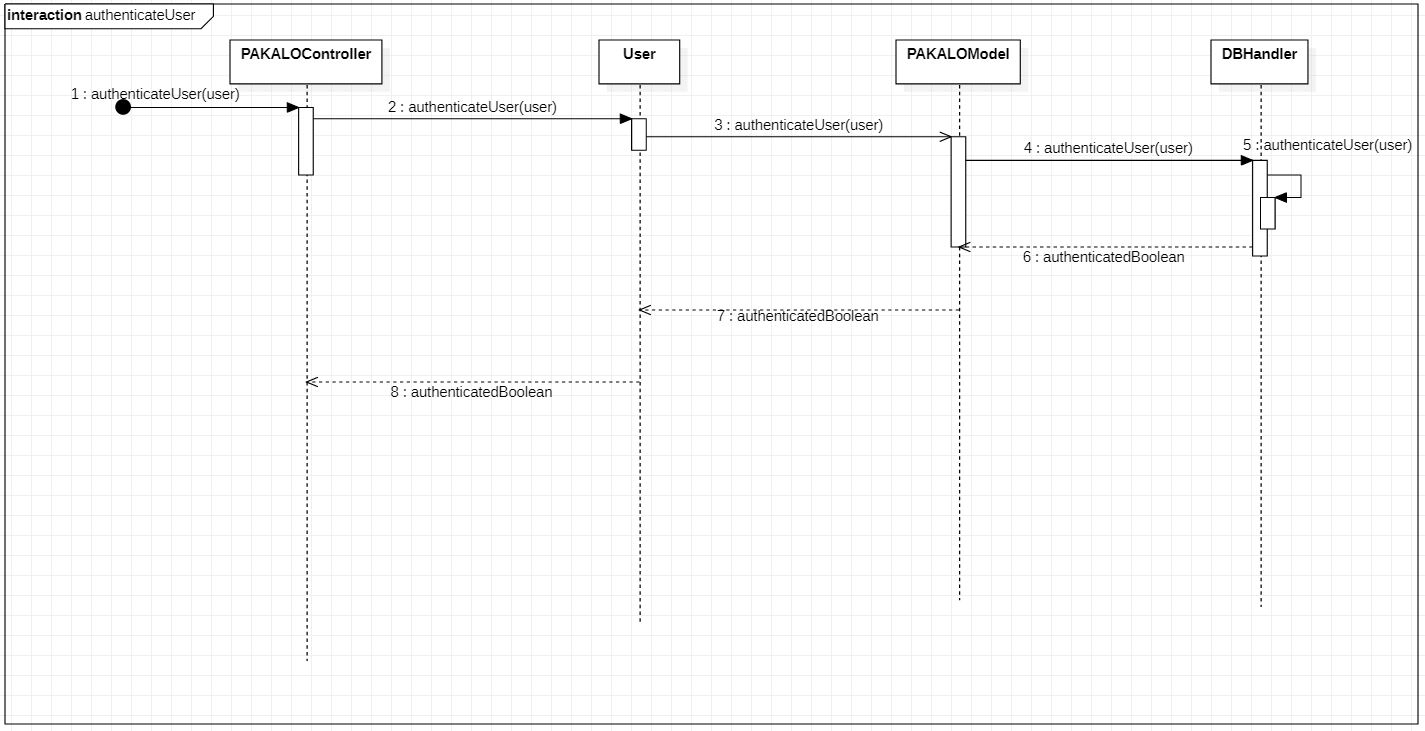 interaction authenticateUser
PAKALOController
User
PAKALOModel
DBHandler
1 : authenticateUser(user)
2 : authenticateUser(user)
3 : authenticateUser(user)
4 : authenticateUser(user)
5 : authenticateUser(user)
6 : authenticatedBoolean
7 : authenticatedBoolean
8 : authenticatedBoolean